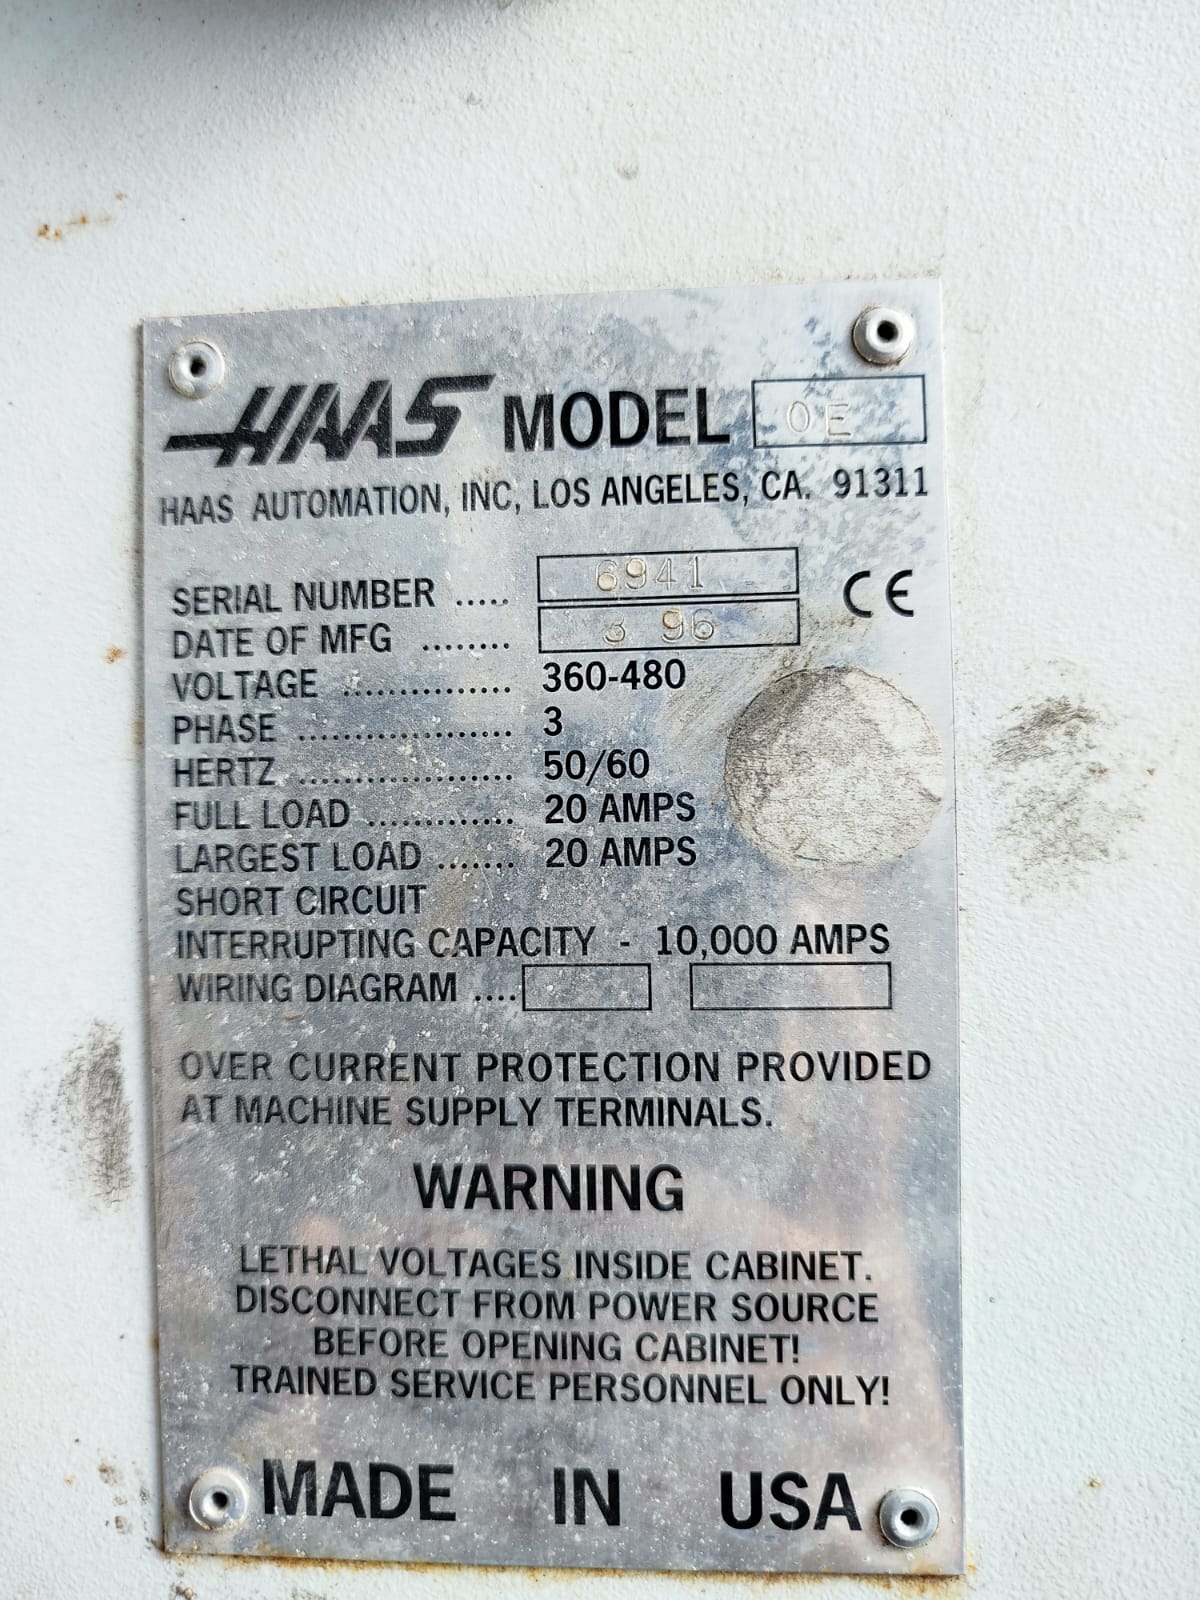 HAAS MODEL 0E
HAAS AUTOMATION, INC, LOS ANGELES, CA. 91311
SERIAL NUMBER ..... 6941
CE
DATE OF MFG ........ 3 96
VOLTAGE ............... 360-480
PHASE ................... 3
HERTZ ................... 50/60
FULL LOAD ............. 20 AMPS
LARGEST LOAD ....... 20 AMPS
SHORT CIRCUIT
INTERRUPTING CAPACITY - 10,000 AMPS
WIRING DIAGRAM ....
OVER CURRENT PROTECTION PROVIDED
AT MACHINE SUPPLY TERMINALS.
WARNING
LETHAL VOLTAGES INSIDE CABINET.
DISCONNECT FROM POWER SOURCE
BEFORE OPENING CABINET!
TRAINED SERVICE PERSONNEL ONLY!
MADE IN USA